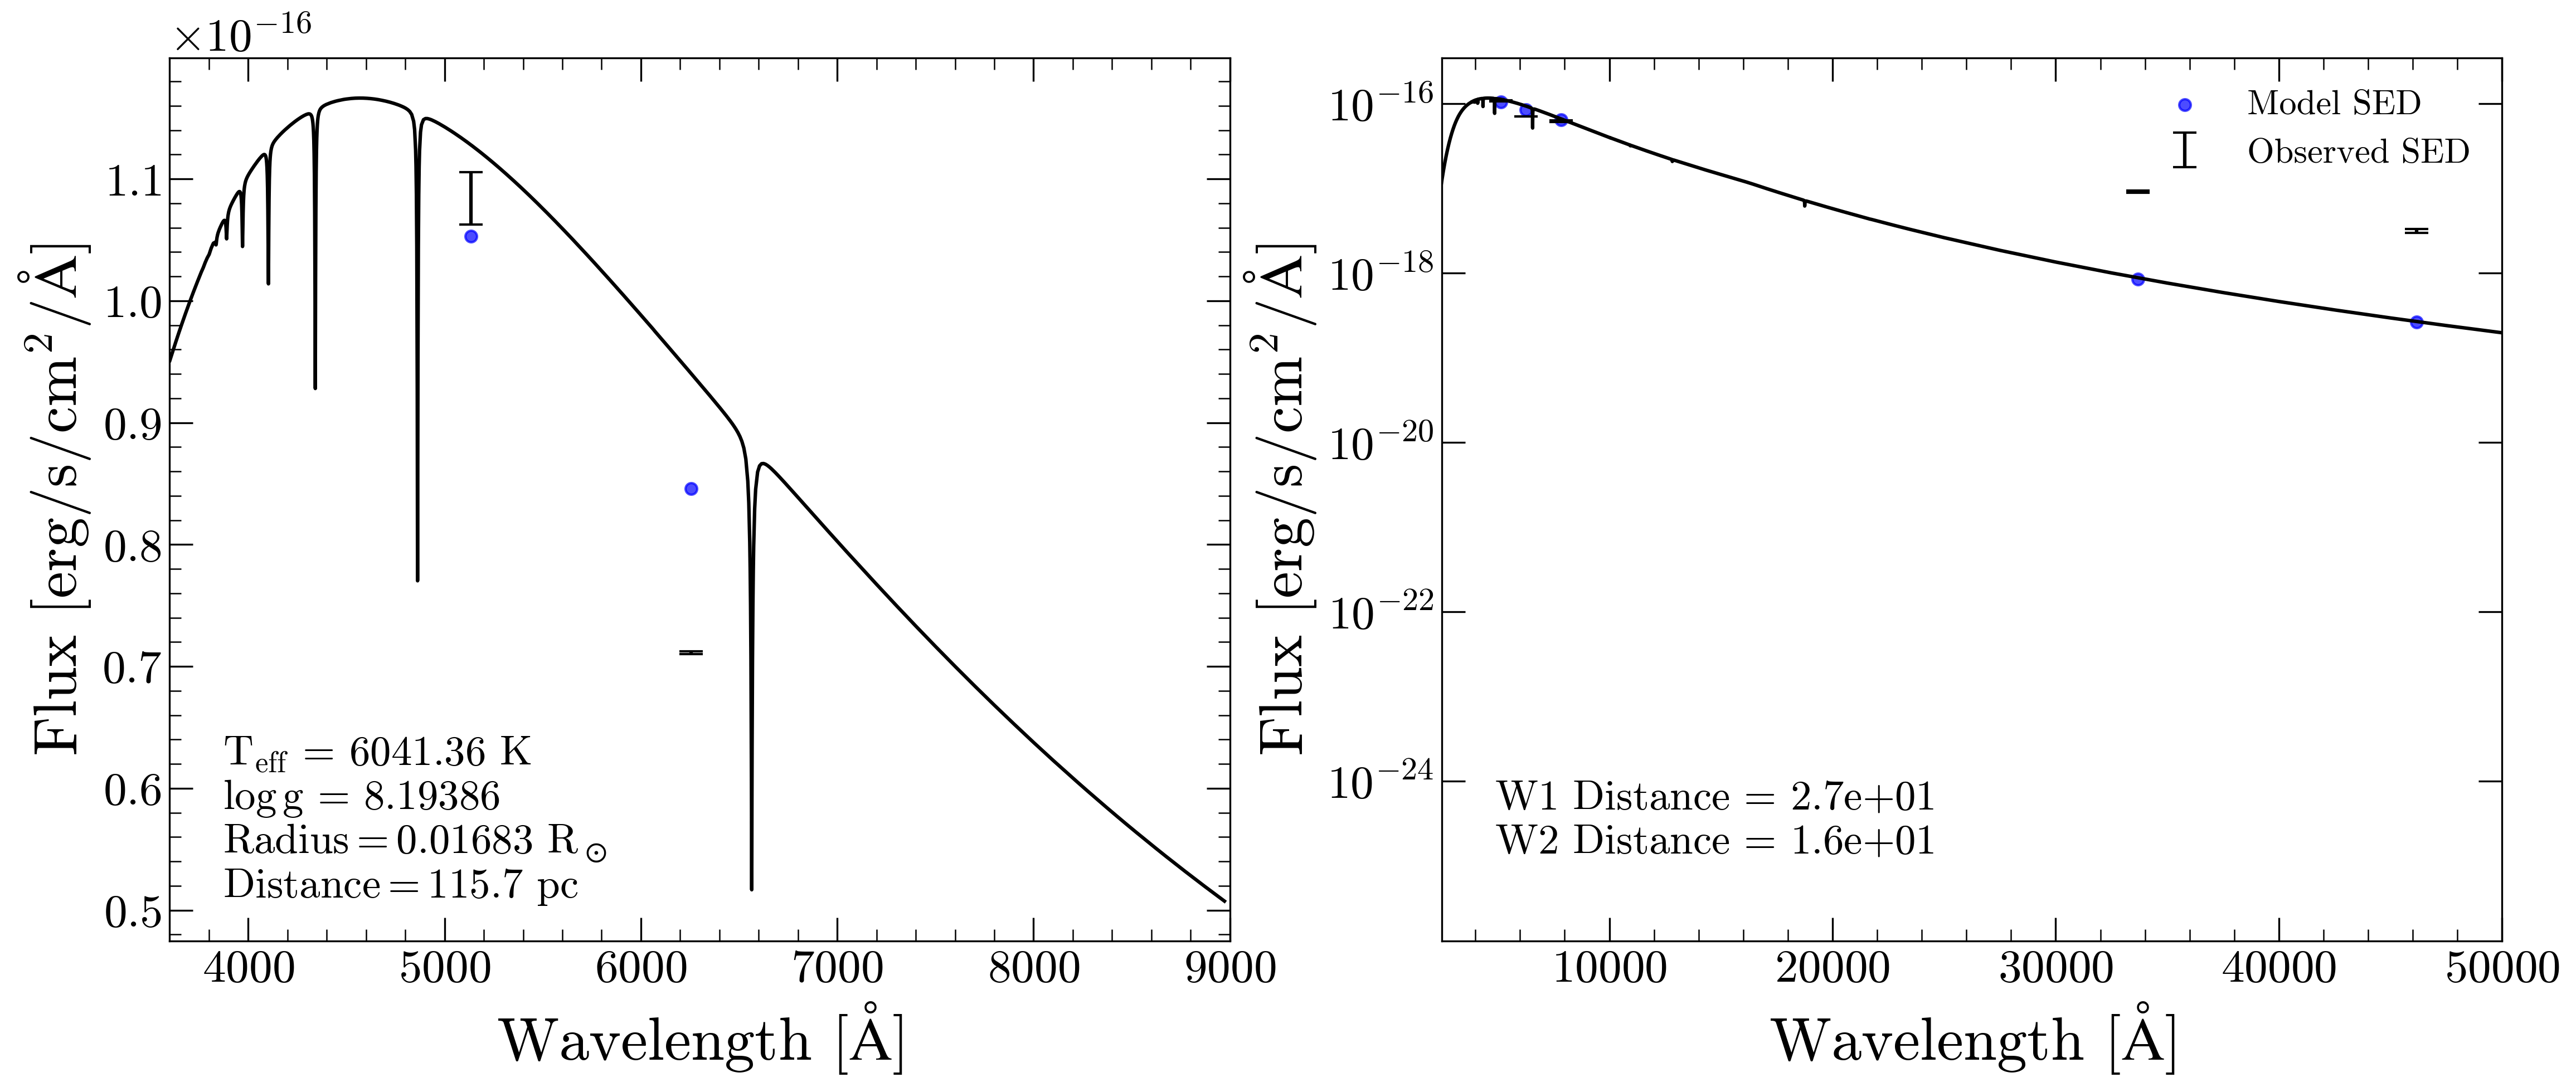 ×10⁻¹⁶
1.1
1.0
0.9
0.8
0.7
0.6
0.5
Flux [erg/s/cm²/Å]
T_eff = 6041.36 K
log g = 8.19386
Radius = 0.01683 R_⊙
Distance = 115.7 pc
4000 5000 6000 7000 8000 9000
Wavelength [Å]
10⁻¹⁶
10⁻¹⁸
10⁻²⁰
10⁻²²
10⁻²⁴
Flux [erg/s/cm²/Å]
Model SED
Observed SED
W1 Distance = 2.7e+01
W2 Distance = 1.6e+01
10000 20000 30000 40000 50000
Wavelength [Å]